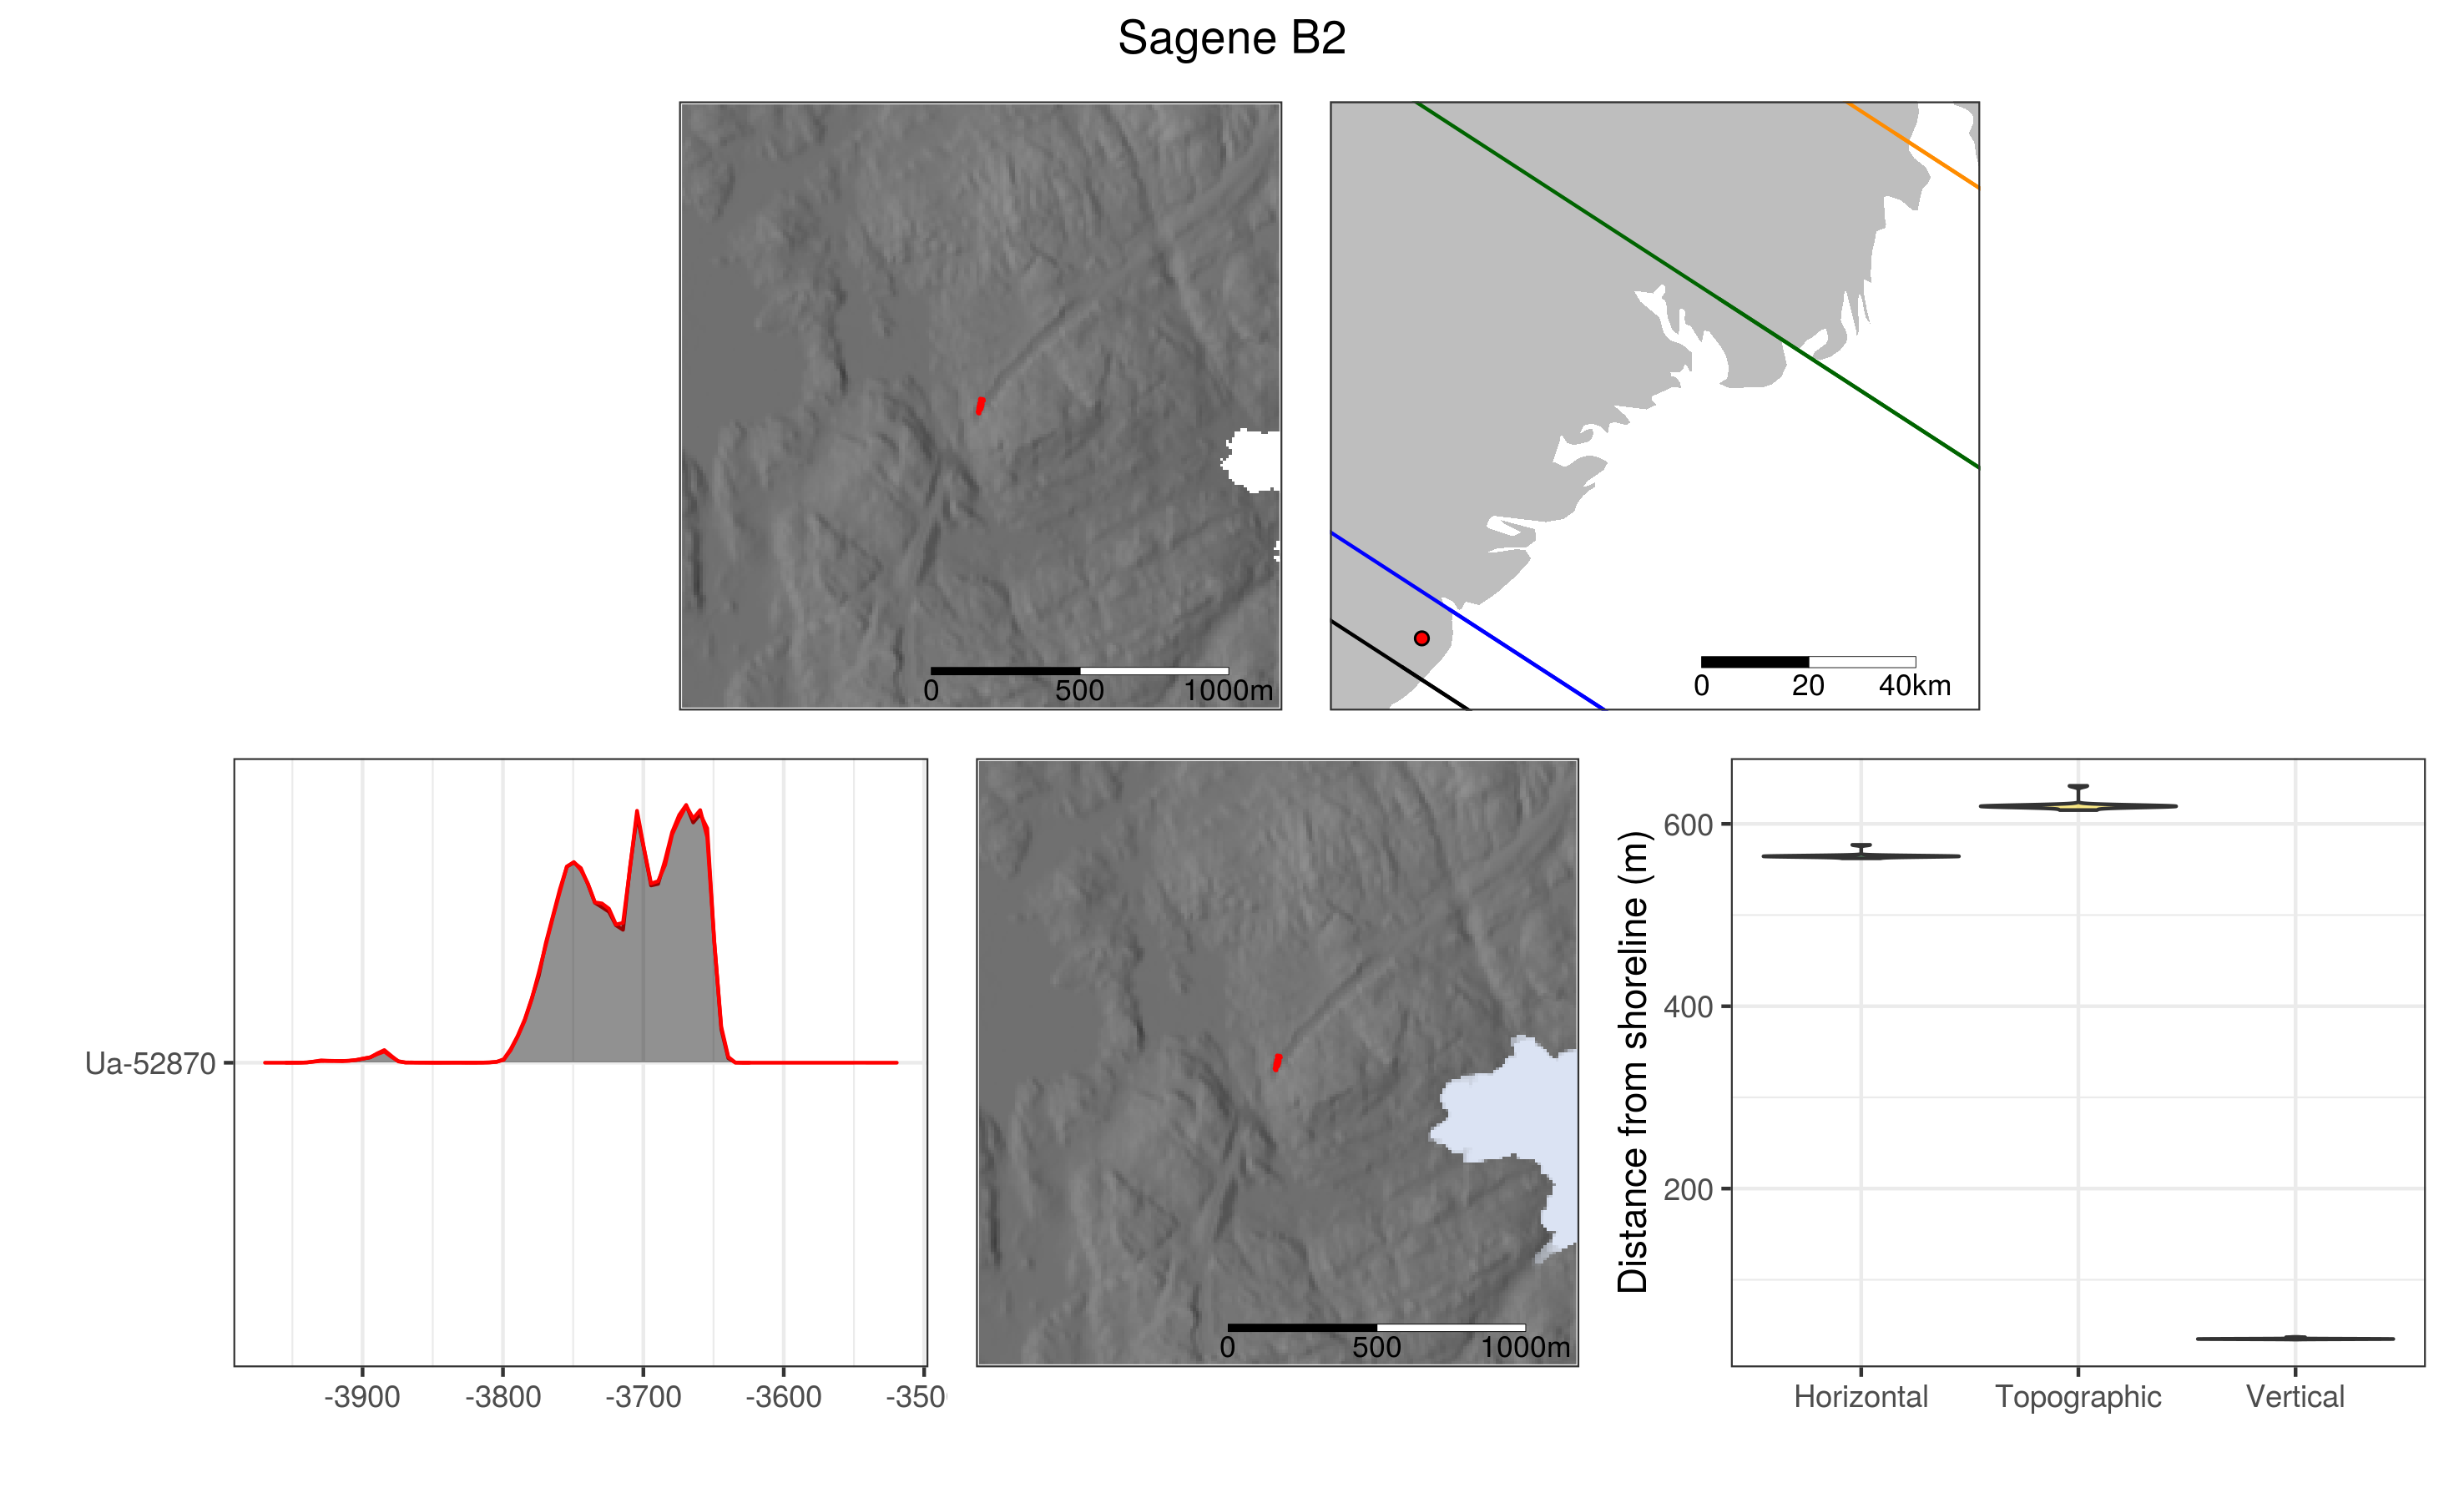 Sagene B2
0 500 1000m
0 20 40km
Ua-52870
-3900 -3800 -3700 -3600 -350
0 500 1000m
Distance from shoreline (m)
600
400
200
Horizontal Topographic Vertical